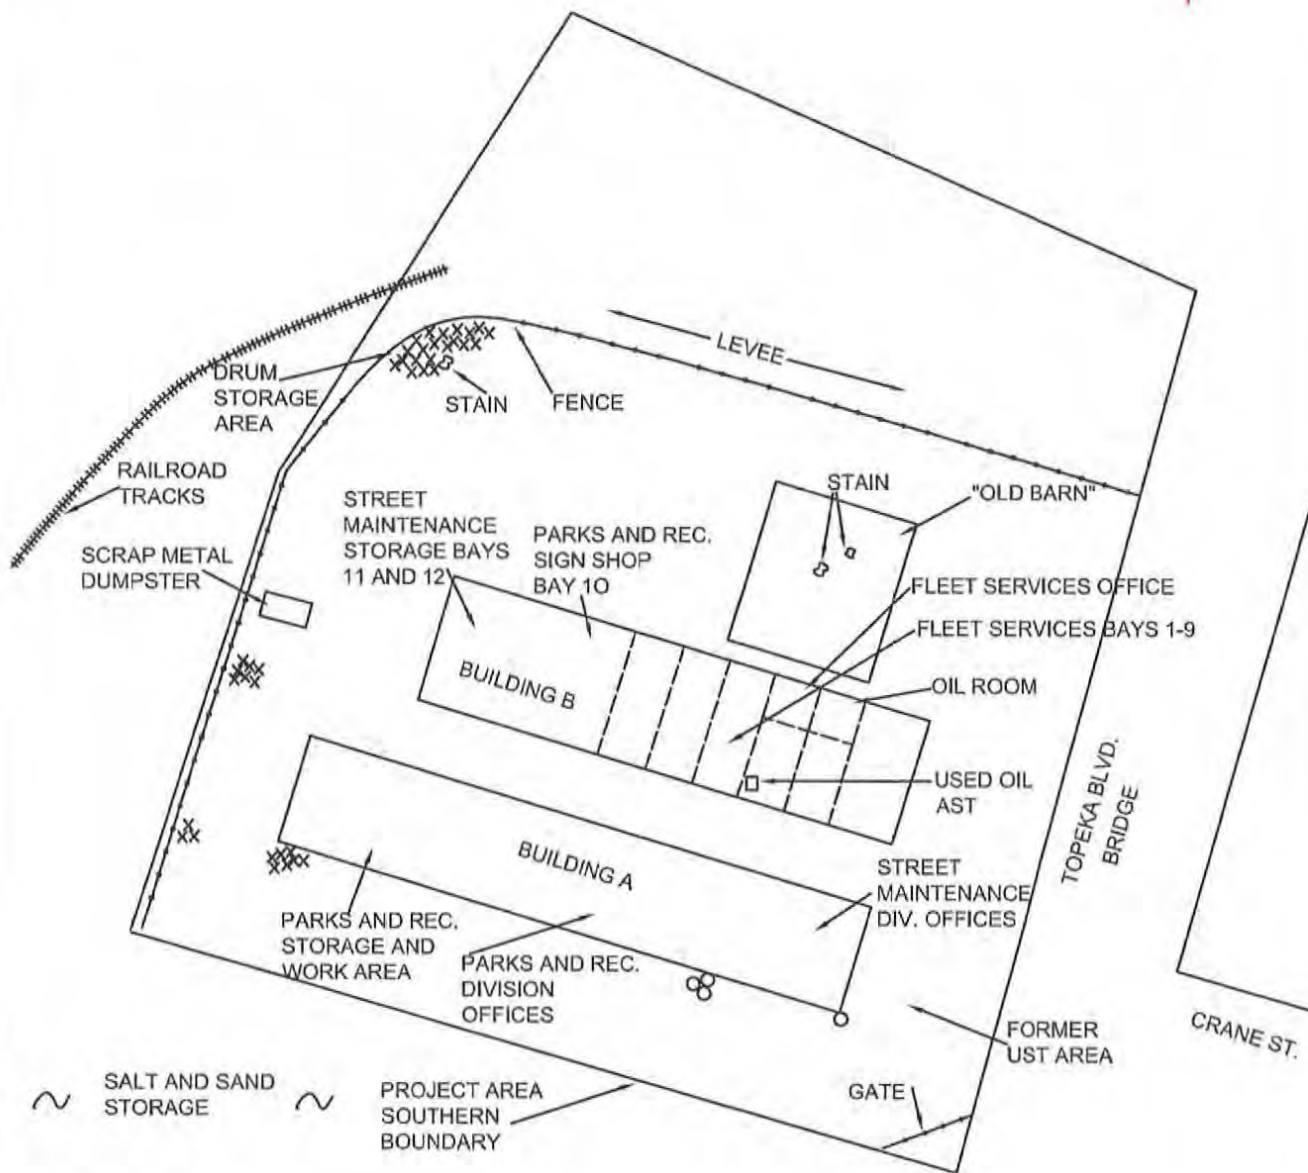 LEVEE
DRUM
STORAGE
AREA
STAIN
FENCE
RAILROAD
TRACKS
STAIN
"OLD BARN"
STREET
MAINTENANCE
STORAGE BAYS
11 AND 12
PARKS AND REC.
SIGN SHOP
BAY 10
SCRAP METAL
DUMPSTER
FLEET SERVICES OFFICE
FLEET SERVICES BAYS 1-9
BUILDING B
OIL ROOM
USED OIL
AST
TOPEKA BLVD.
BRIDGE
BUILDING A
STREET
MAINTENANCE
DIV. OFFICES
PARKS AND REC.
STORAGE AND
WORK AREA
PARKS AND REC.
DIVISION
OFFICES
FORMER
UST AREA
CRANE ST.
SALT AND SAND
STORAGE
PROJECT AREA
SOUTHERN
BOUNDARY
GATE